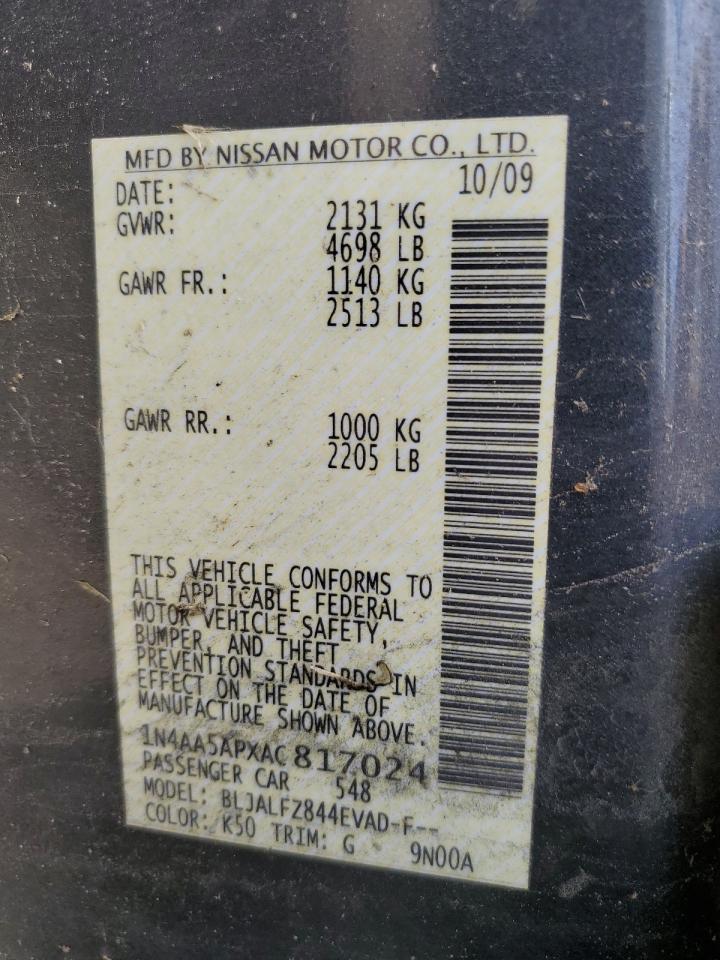 MFD BY NISSAN MOTOR CO., LTD.
DATE: 10/09
GVWR: 2131 KG
4698 LB
GAWR FR.: 1140 KG
2513 LB
GAWR RR.: 1000 KG
2205 LB
THIS VEHICLE CONFORMS TO
ALL APPLICABLE FEDERAL
MOTOR VEHICLE SAFETY,
BUMPER, AND THEFT
PREVENTION STANDARDS IN
EFFECT ON THE DATE OF
MANUFACTURE SHOWN ABOVE.
1N4AA5APXAC817024
PASSENGER CAR 548
MODEL: BLJALFZ844EVAD-F--
COLOR: K50 TRIM: G 9N00A